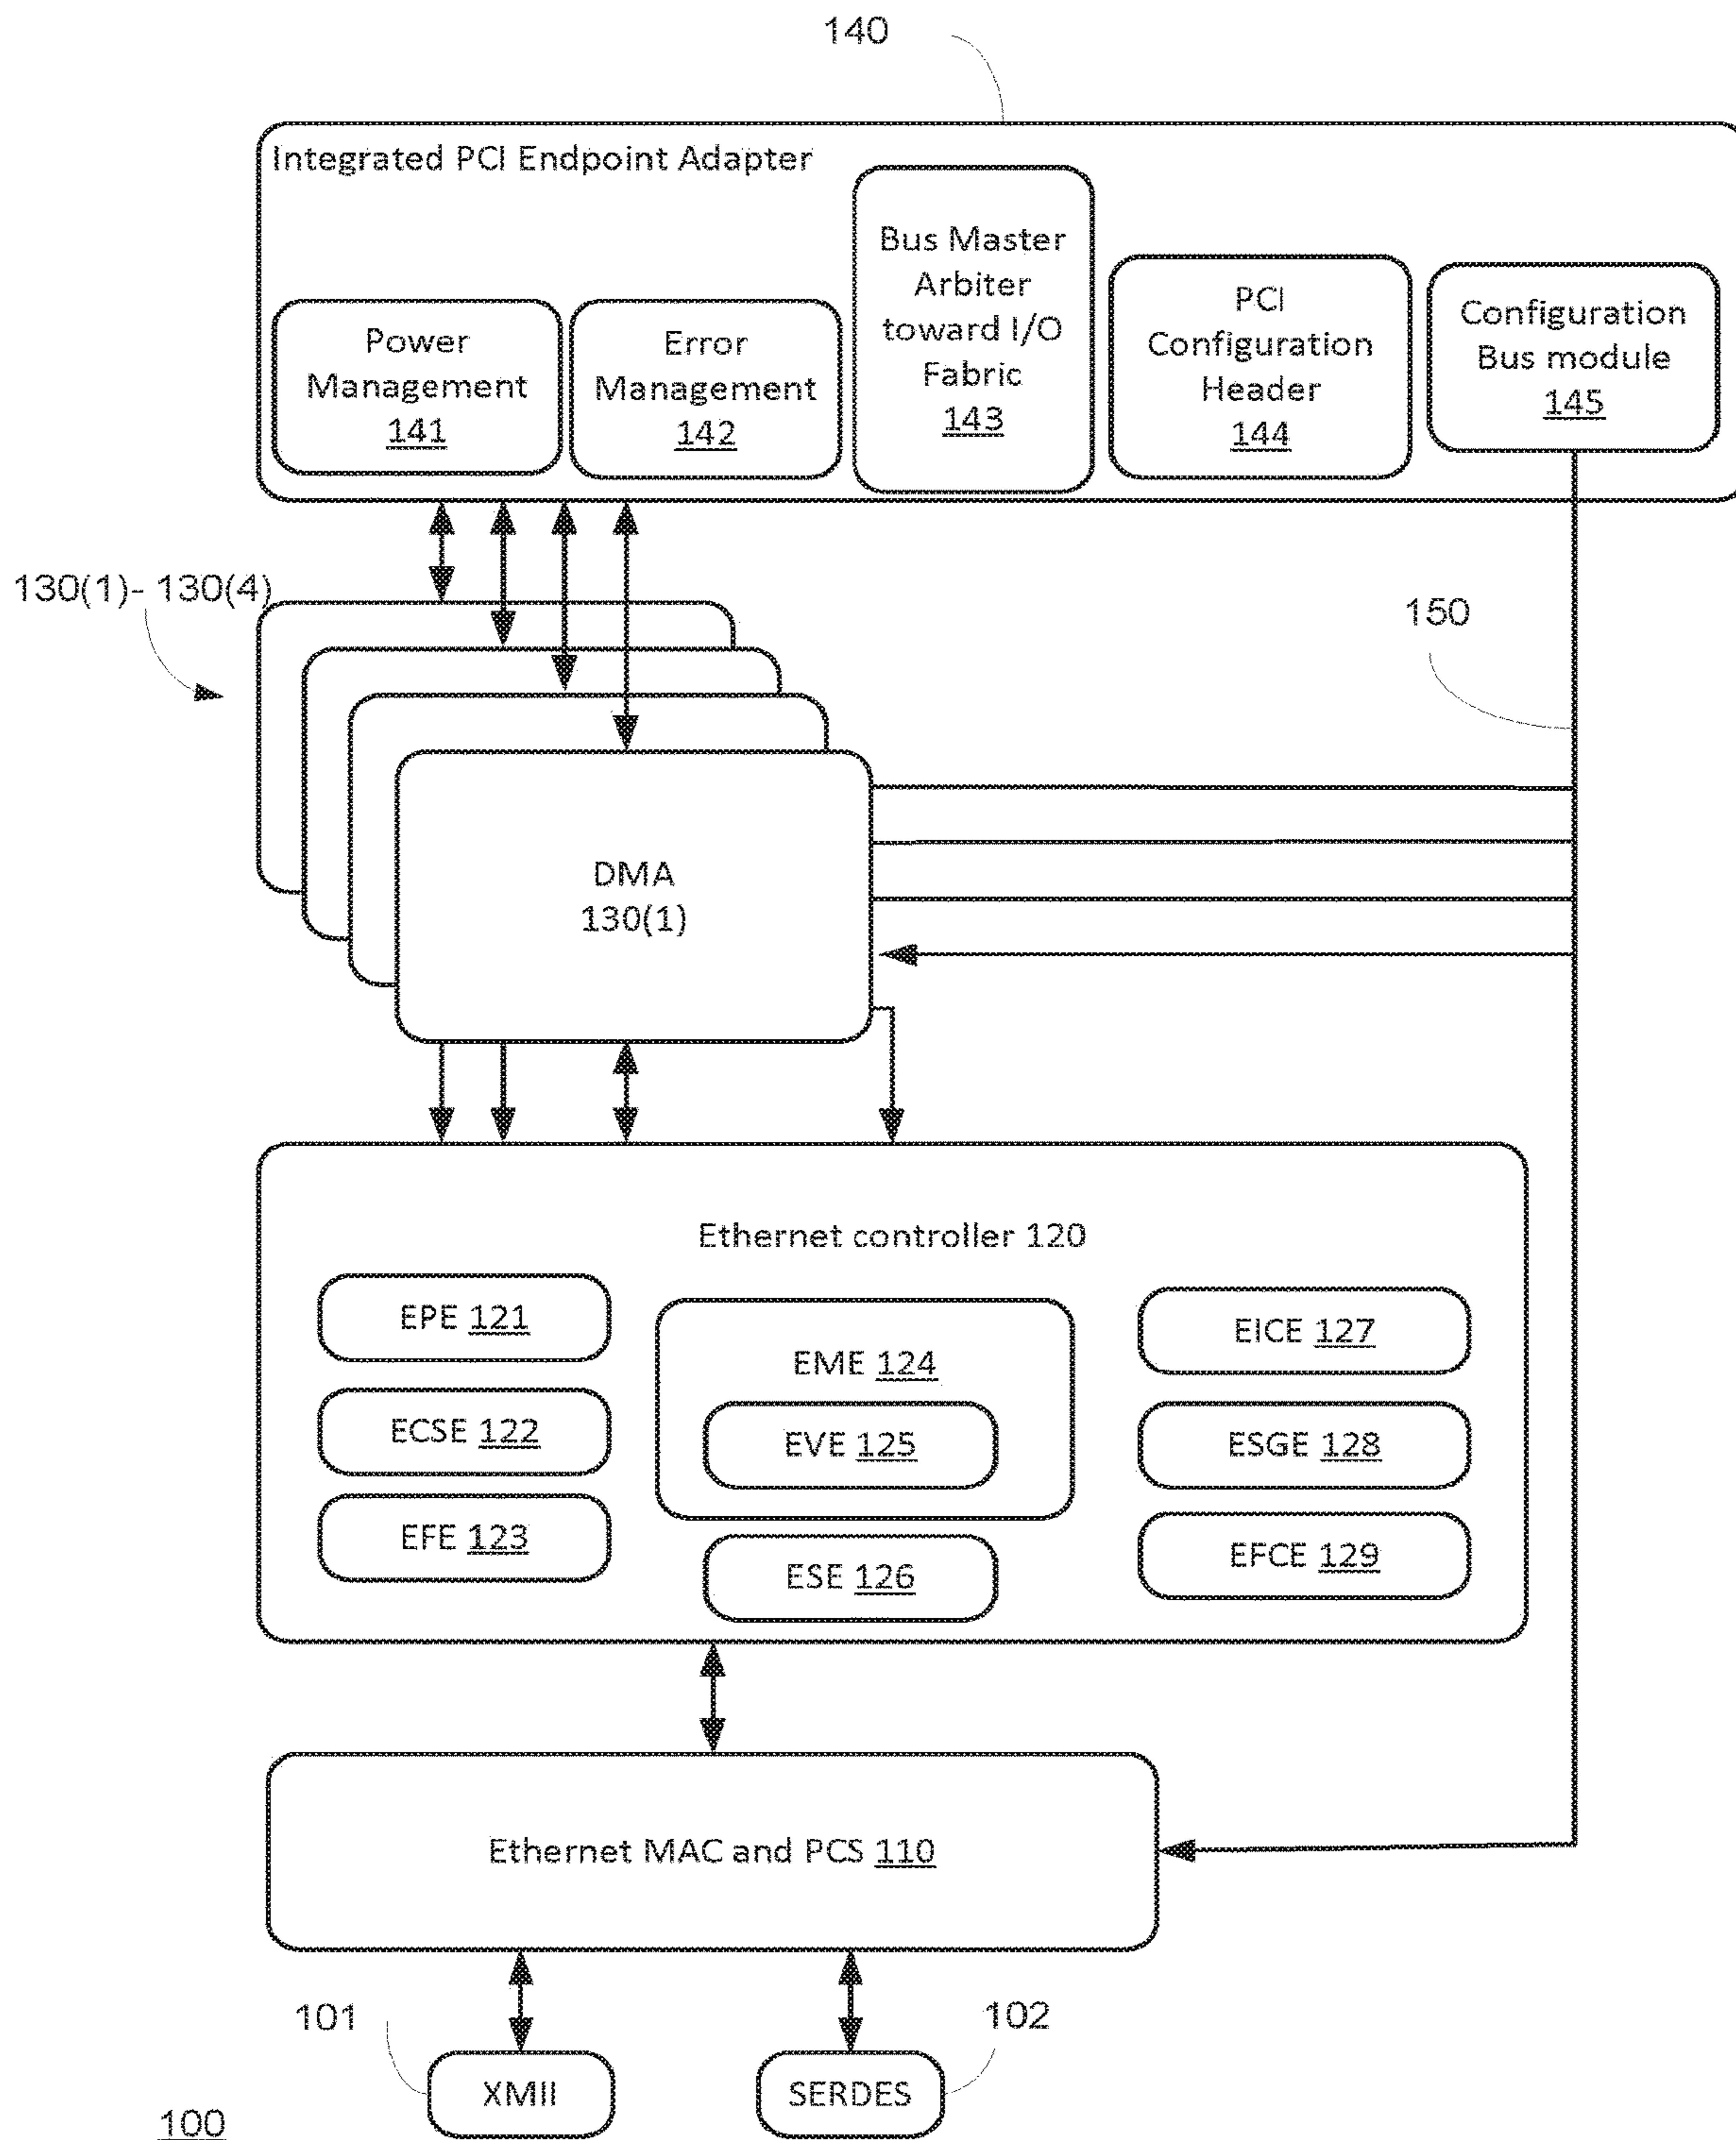 140
Integrated PCI Endpoint Adapter
Power
Management
141
Error
Management
142
Bus Master
Arbiter
toward I/O
Fabric
143
PCI
Configuration
Header
144
Configuration
Bus module
145
130(1)- 130(4)
150
DMA
130(1)
Ethernet controller 120
EPE 121
ECSE 122
EFE 123
EME 124
EVE 125
ESE 126
EICE 127
ESGE 128
EFCE 129
Ethernet MAC and PCS 110
101
102
XMII
SERDES
100